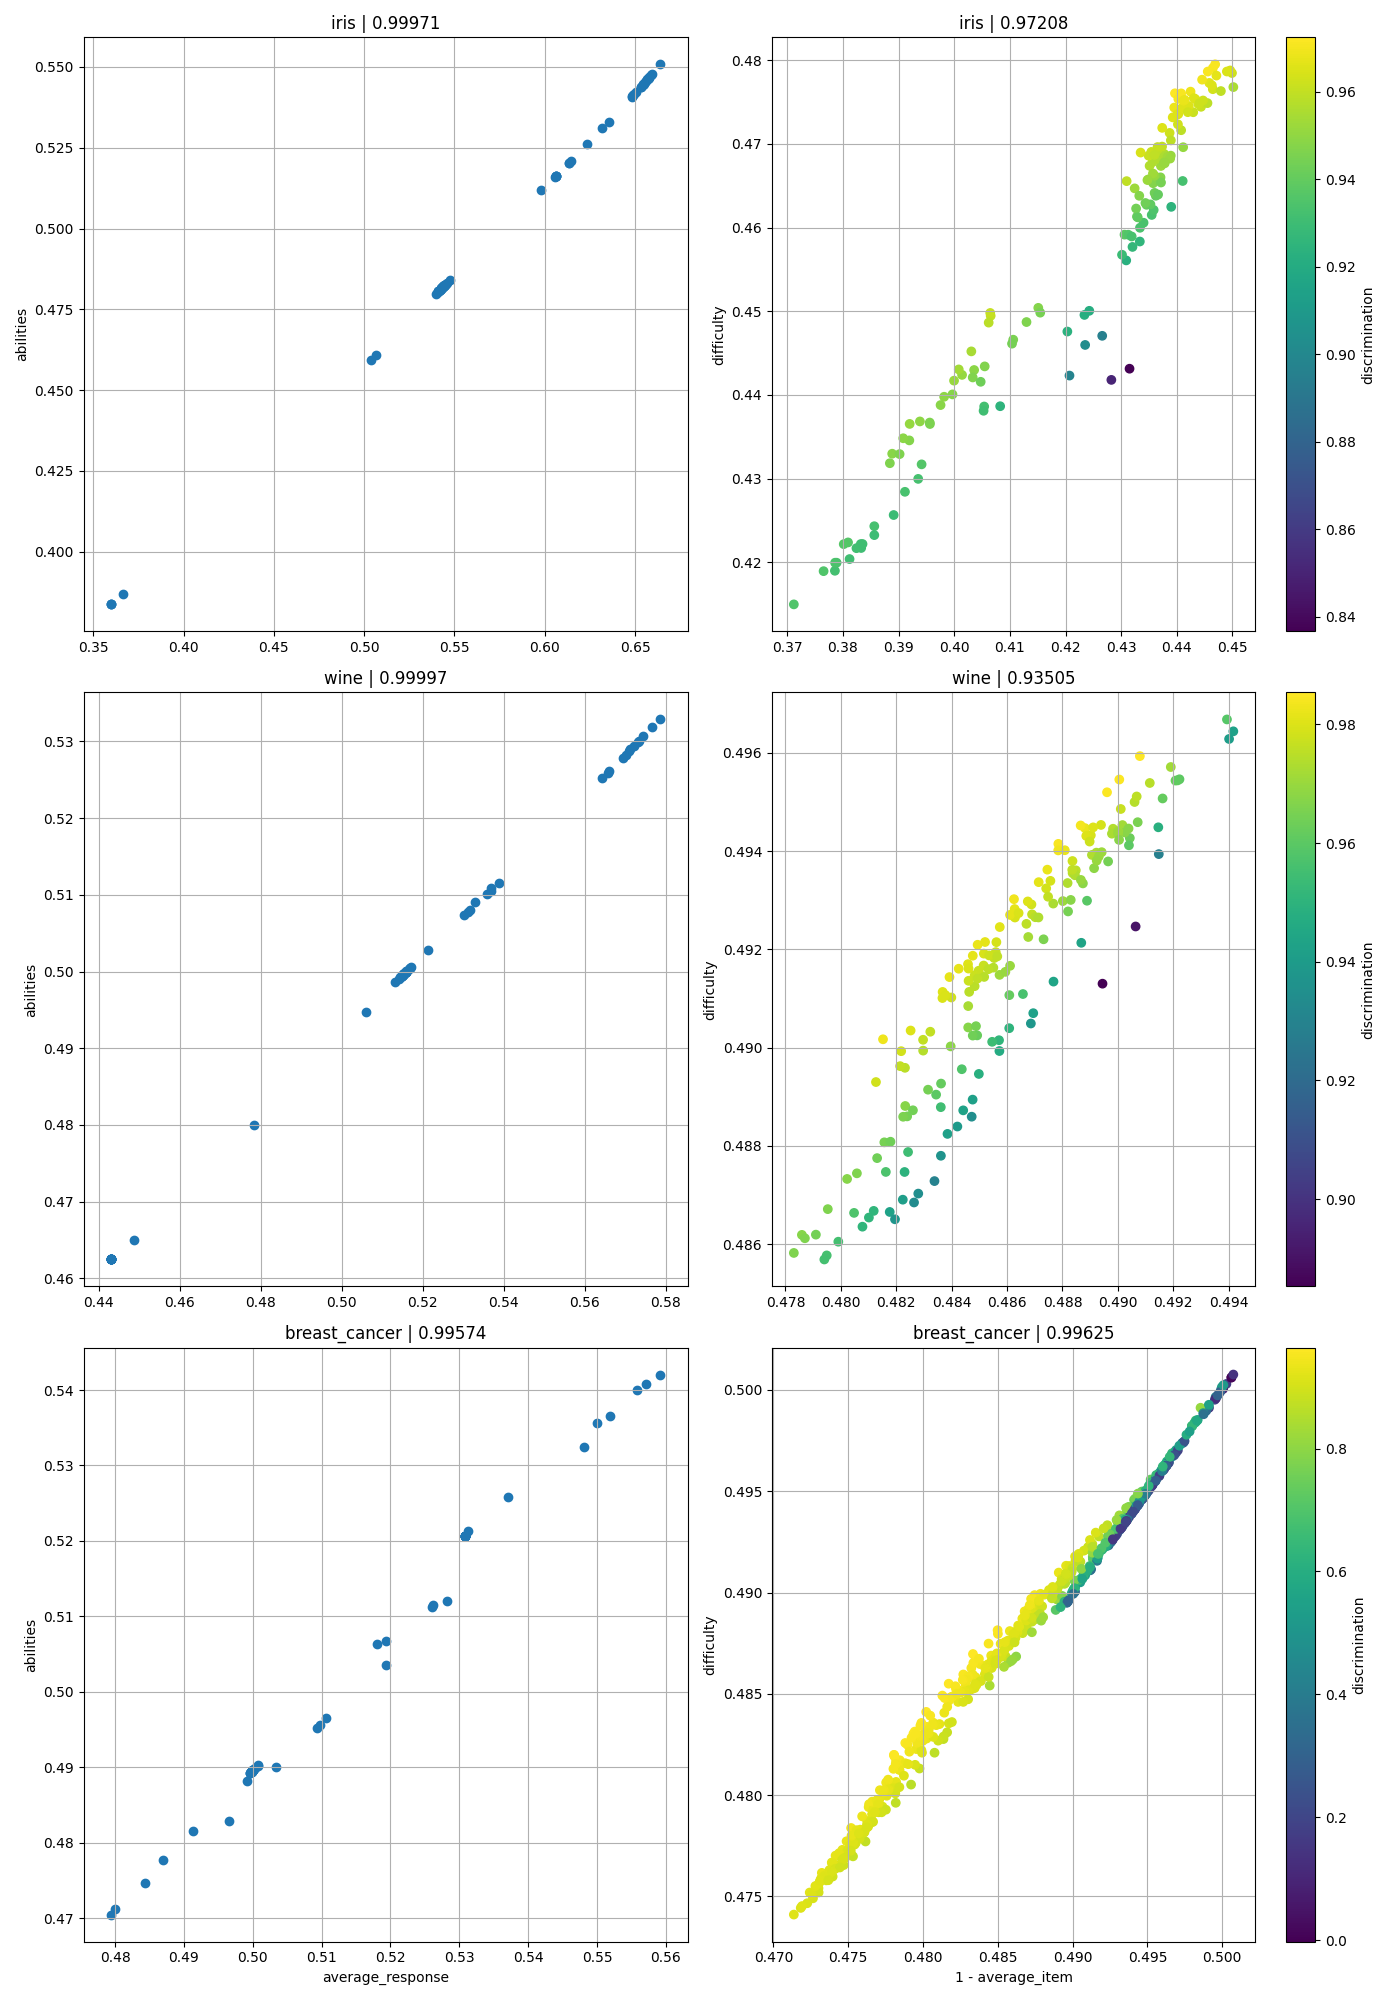 iris | 0.99971
abilities
0.550
0.525
0.500
0.475
0.450
0.425
0.400
0.35 0.40 0.45 0.50 0.55 0.60 0.65
iris | 0.97208
difficulty
0.48
0.47
0.46
0.45
0.44
0.43
0.42
0.37 0.38 0.39 0.40 0.41 0.42 0.43 0.44 0.45
0.96
0.94
0.92
0.90
0.88
0.86
0.84
discrimination
wine | 0.99997
abilities
0.53
0.52
0.51
0.50
0.49
0.48
0.47
0.46
0.44 0.46 0.48 0.50 0.52 0.54 0.56 0.58
wine | 0.93505
difficulty
0.496
0.494
0.492
0.490
0.488
0.486
0.478 0.480 0.482 0.484 0.486 0.488 0.490 0.492 0.494
0.98
0.96
0.94
0.92
0.90
discrimination
breast_cancer | 0.99574
abilities
0.54
0.53
0.52
0.51
0.50
0.49
0.48
0.47
0.48 0.49 0.50 0.51 0.52 0.53 0.54 0.55 0.56
average_response
breast_cancer | 0.99625
difficulty
0.500
0.495
0.490
0.485
0.480
0.475
0.470 0.475 0.480 0.485 0.490 0.495 0.500
1 - average_item
0.8
0.6
0.4
0.2
0.0
discrimination